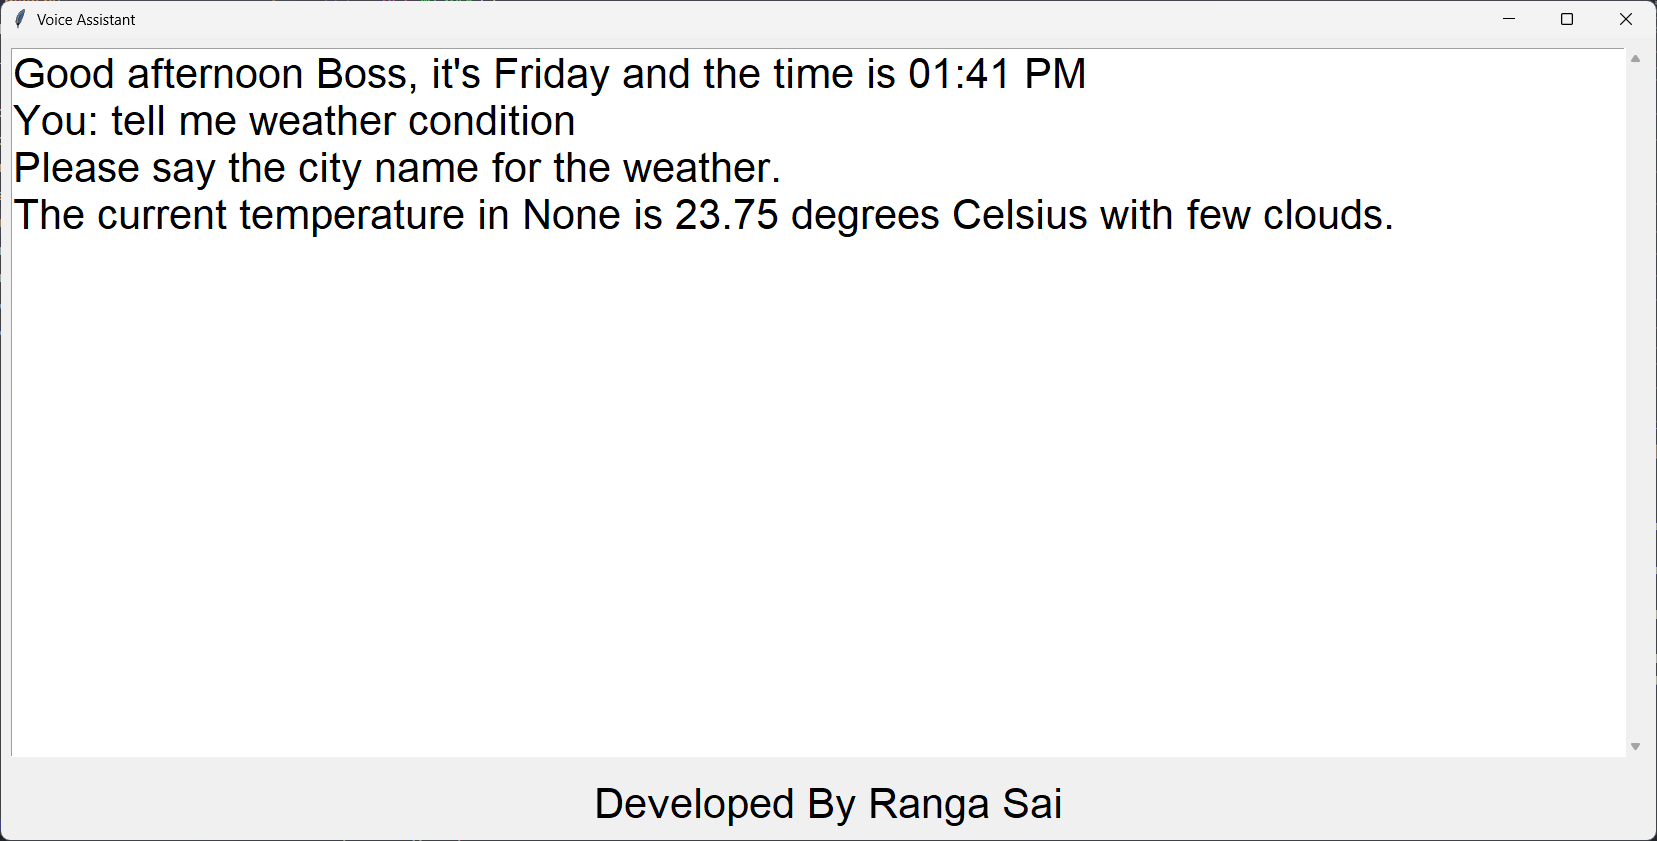 Voice Assistant
Good afternoon Boss, it's Friday and the time is 01:41 PM
You: tell me weather condition
Please say the city name for the weather.
The current temperature in None is 23.75 degrees Celsius with few clouds.
Developed By Ranga Sai